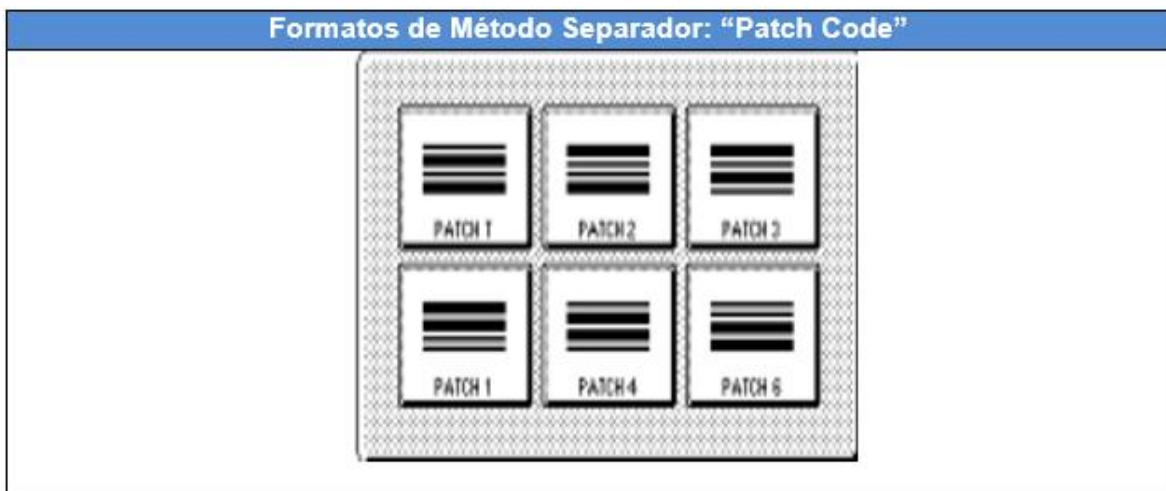 Formatos de Método Separador: “Patch Code”
PATCH T
PATCH 2
PATCH 3
PATCH 1
PATCH 4
PATCH 6